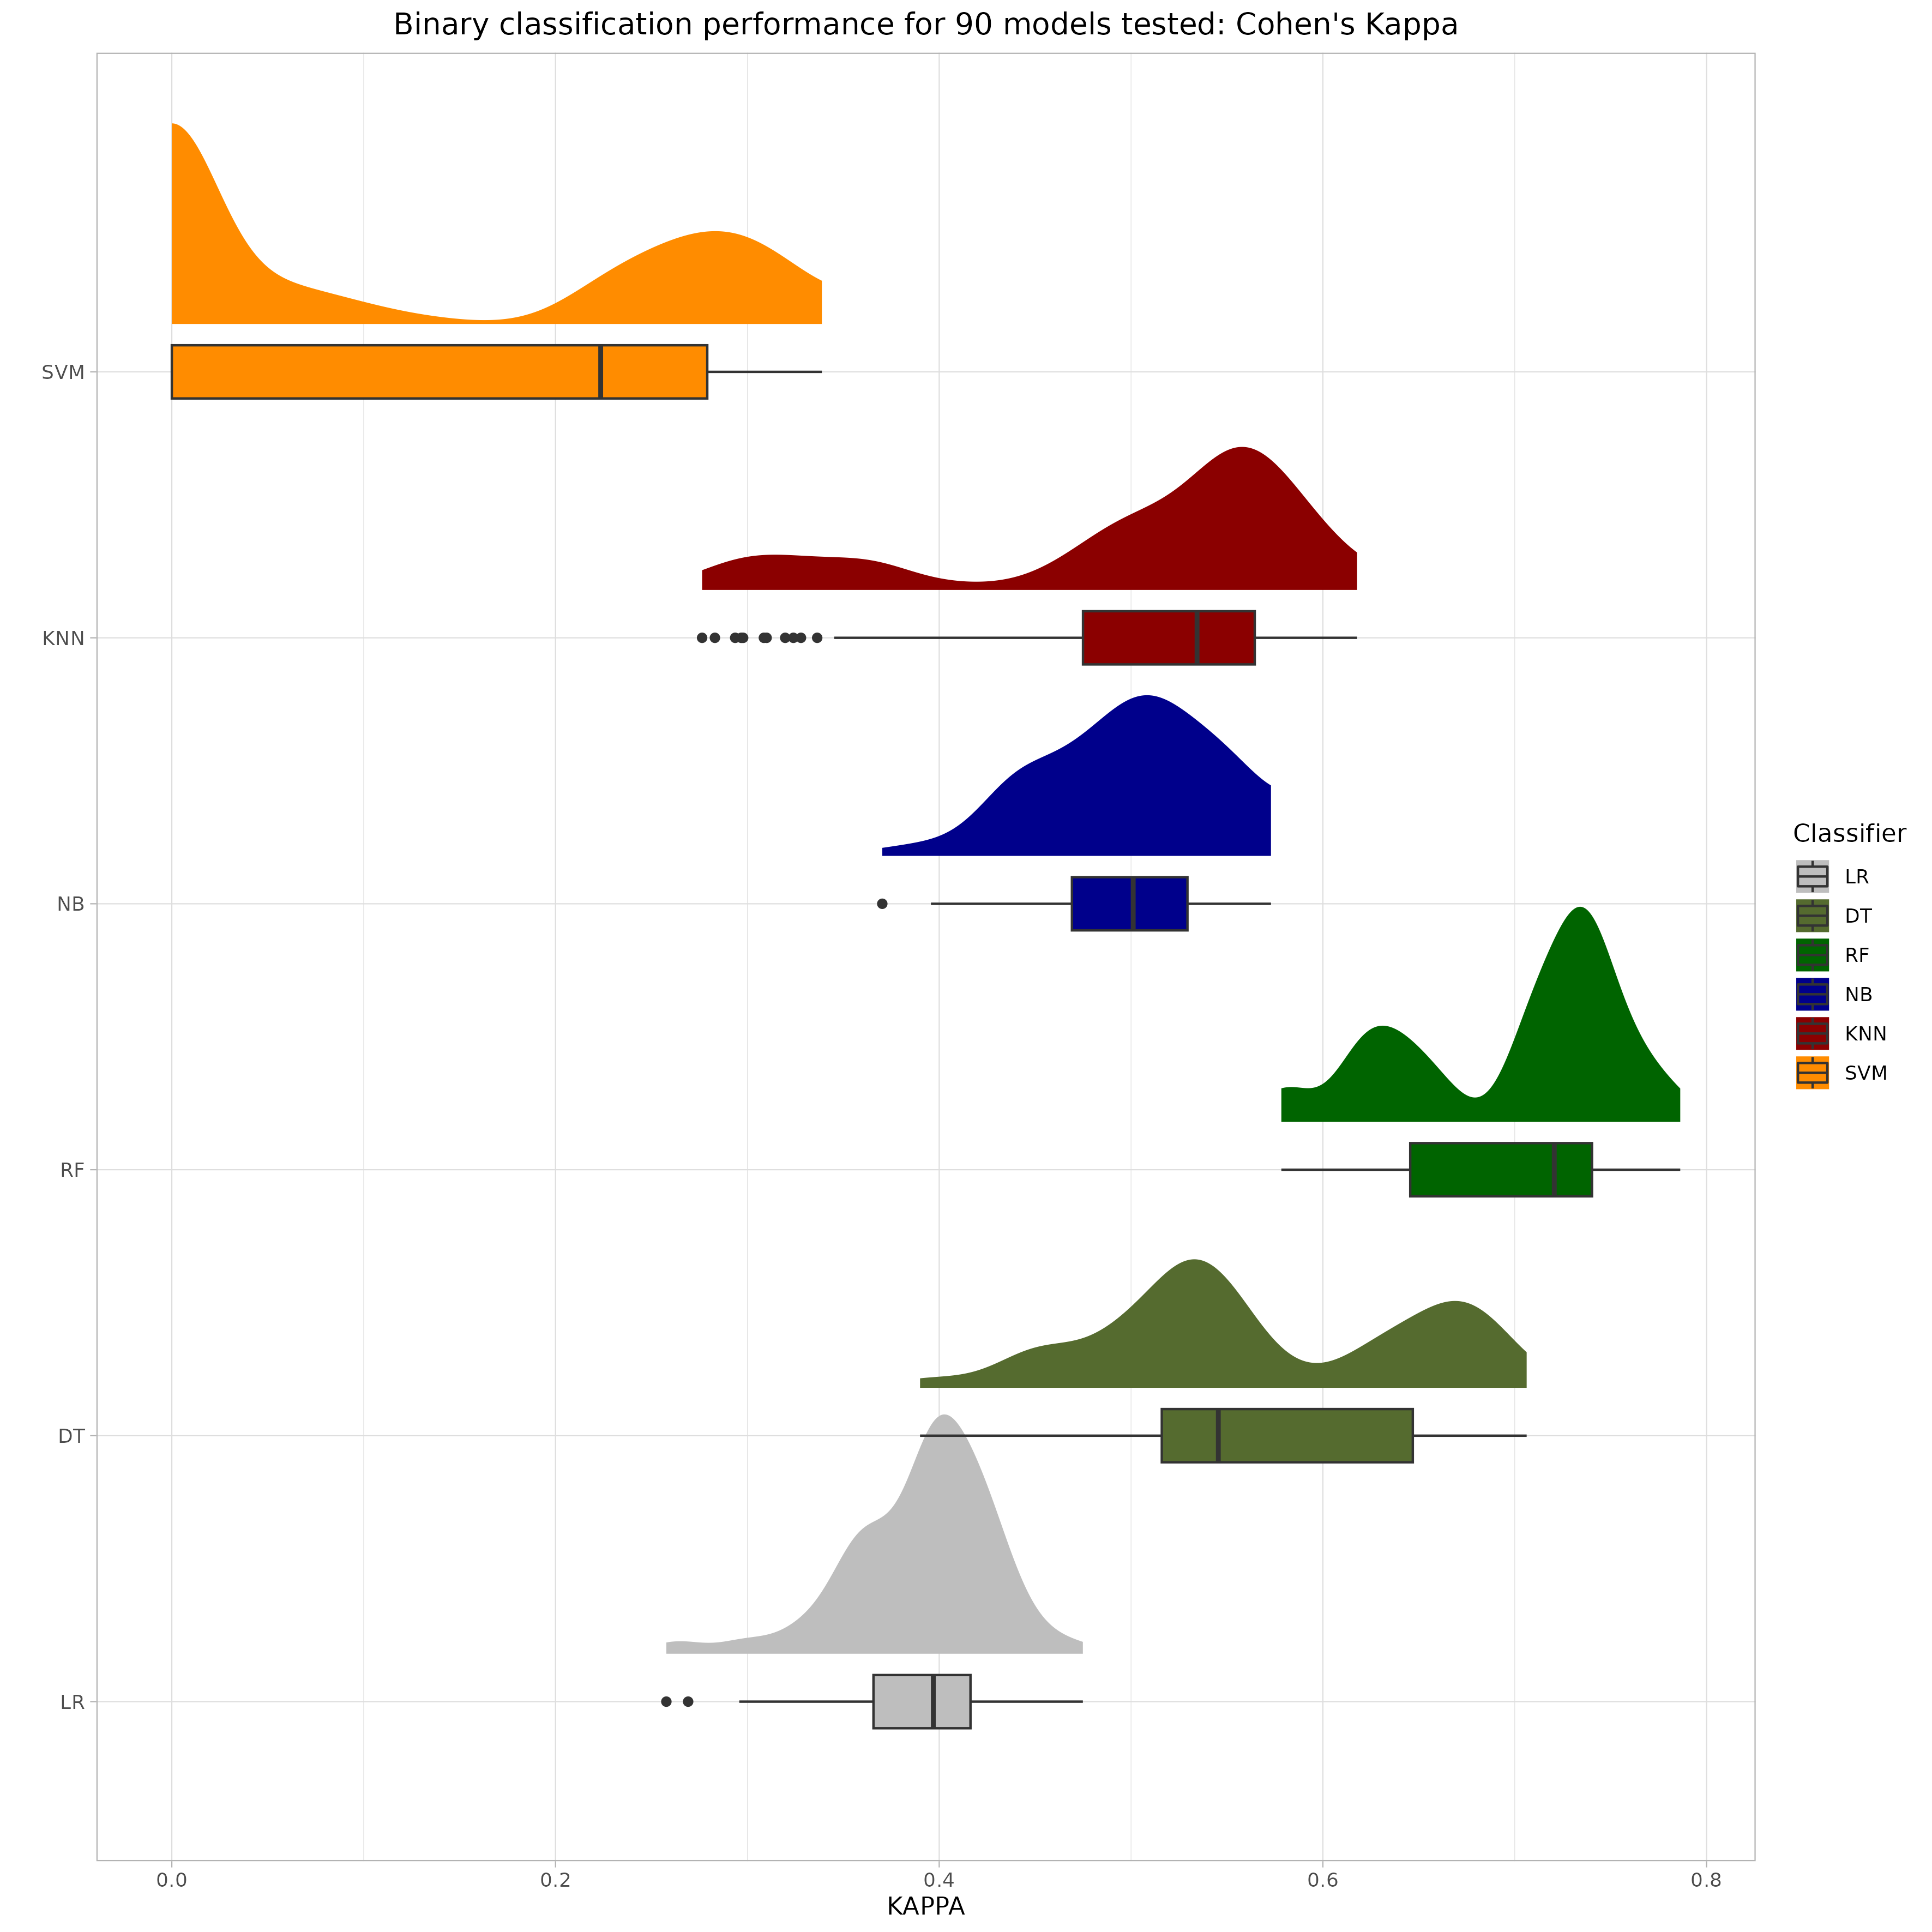 Binary classification performance for 90 models tested: Cohen's Kappa
SVM
KNN
NB
RF
DT
LR
0.0
0.2
0.4
0.6
0.8
KAPPA
Classifier
LR
DT
RF
NB
KNN
SVM